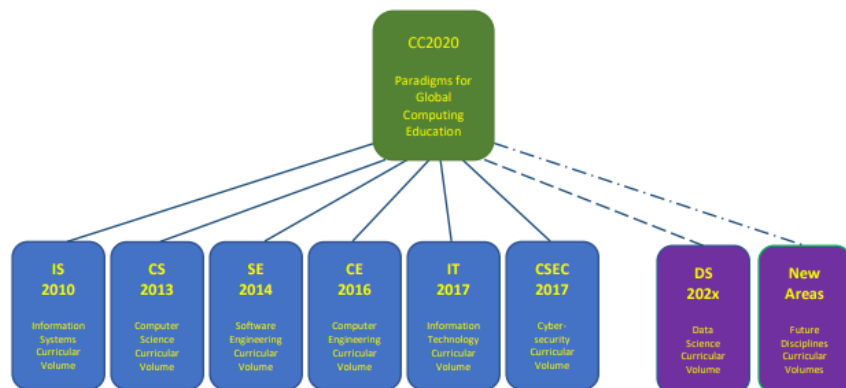 CC2020
Paradigms for
Global
Computing
Education
IS
2010
Information
Systems
Curricular
Volume
CS
2013
Computer
Science
Curricular
Volume
SE
2014
Software
Engineering
Curricular
Volume
CE
2016
Computer
Engineering
Curricular
Volume
IT
2017
Information
Technology
Curricular
Volume
CSEC
2017
Cyber-
security
Curricular
Volume
DS
202x
Data
Science
Curricular
Volume
New
Areas
Future
Disciplines
Curricular
Volumes